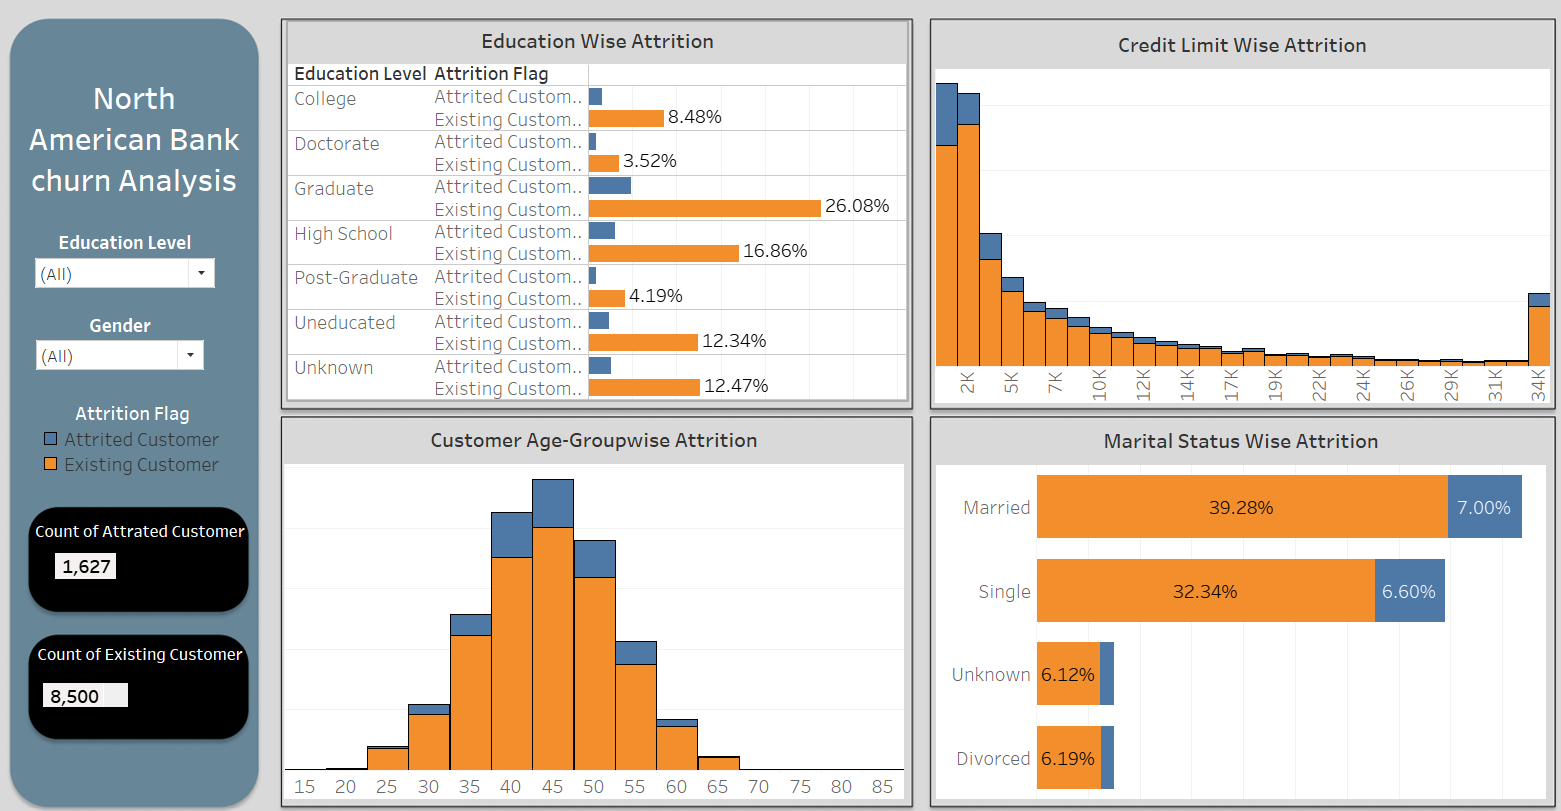 North
American Bank
churn Analysis
Education Level
(All)
Gender
(All)
Attrition Flag
Attrited Customer
Existing Customer
Count of Attrated Customer
1,627
Count of Existing Customer
8,500
Education Wise Attrition
Education Level Attrition Flag
College Attrited Custom..
Existing Custom.. 8.48%
Doctorate Attrited Custom..
Existing Custom.. 3.52%
Graduate Attrited Custom..
Existing Custom.. 26.08%
High School Attrited Custom..
Existing Custom.. 16.86%
Post-Graduate Attrited Custom..
Existing Custom.. 4.19%
Uneducated Attrited Custom..
Existing Custom.. 12.34%
Unknown Attrited Custom..
Existing Custom.. 12.47%
Credit Limit Wise Attrition
2K 5K 7K 10K 12K 14K 17K 19K 22K 24K 26K 29K 31K 34K
Customer Age-Groupwise Attrition
15 20 25 30 35 40 45 50 55 60 65 70 75 80 85
Marital Status Wise Attrition
Married 39.28% 7.00%
Single 32.34% 6.60%
Unknown 6.12%
Divorced 6.19%